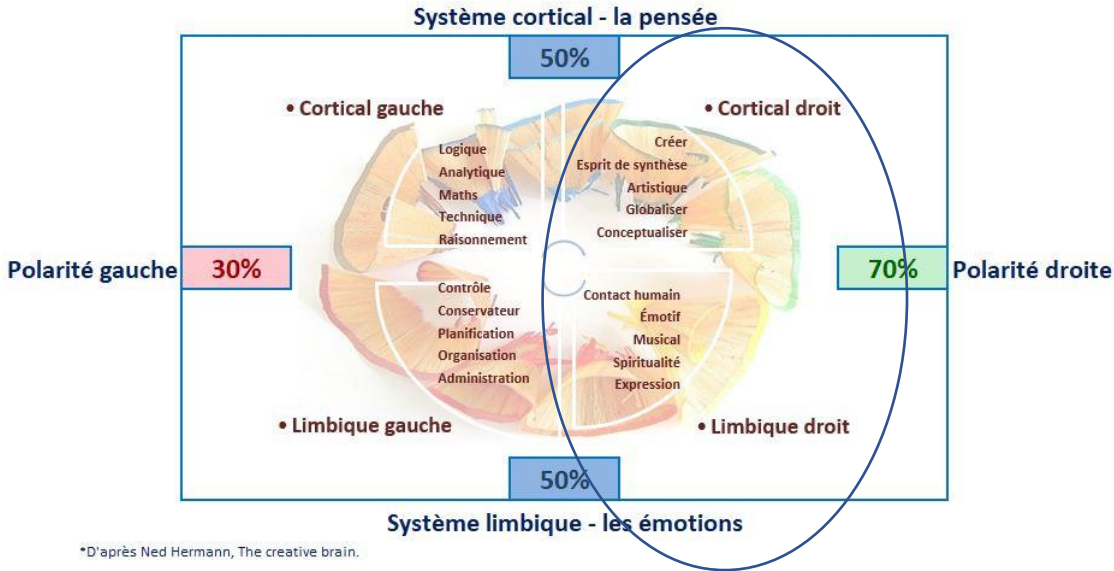 Système cortical - la pensée
50%
• Cortical gauche
• Cortical droit
Logique
Analytique
Maths
Technique
Raisonnement
Créer
Esprit de synthèse
Artistique
Globaliser
Conceptualiser
Polarité gauche
30%
70%
Polarité droite
Contrôle
Conservateur
Planification
Organisation
Administration
Contact humain
Émotif
Musical
Spiritualité
Expression
• Limbique gauche
• Limbique droit
50%
Système limbique - les émotions
*D'après Ned Hermann, The creative brain.